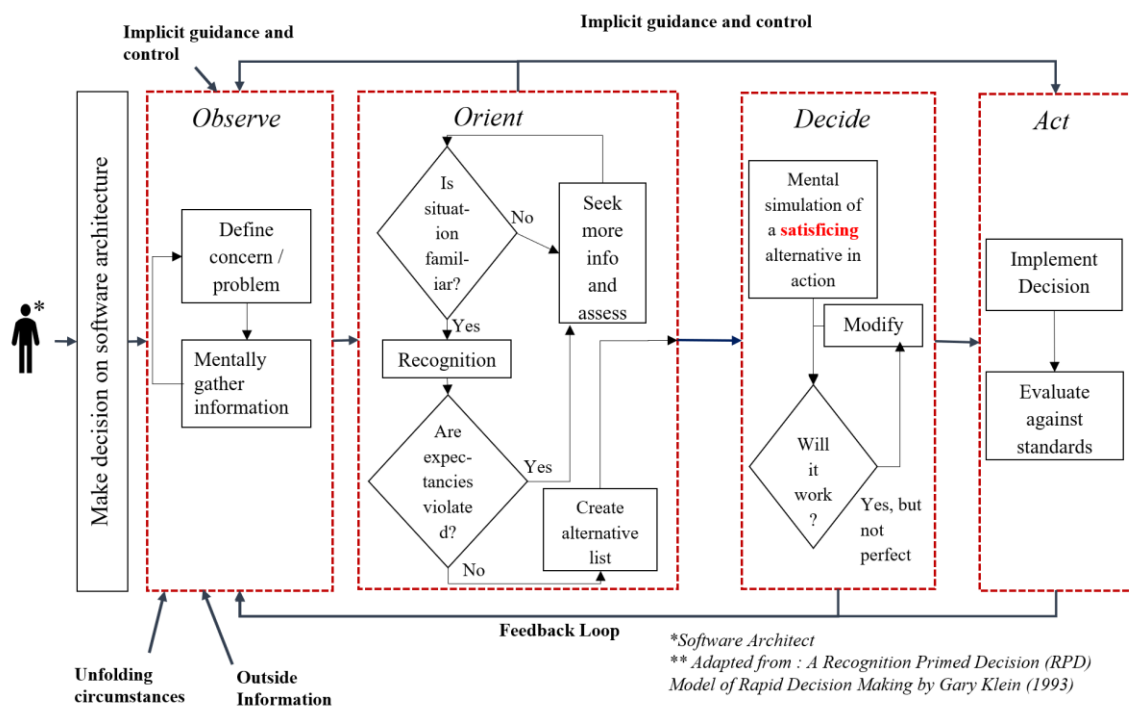 Implicit guidance and
control
Implicit guidance and control
Make decision on software architecture
*
Observe
Define
concern /
problem
Mentally
gather
information
Orient
Is
situat-
ion
famil-
iar?
No
Yes
Seek
more
info
and
assess
Recognition
Are
expec-
tancies
violate
d?
Yes
No
Create
alternative
list
Decide
Mental
simulation of
a satisficing
alternative in
action
Modify
Will
it
work
?
Yes, but
not
perfect
Act
Implement
Decision
Evaluate
against
standards
Feedback Loop
Unfolding
circumstances
Outside
Information
*Software Architect
** Adapted from : A Recognition Primed Decision (RPD)
Model of Rapid Decision Making by Gary Klein (1993)